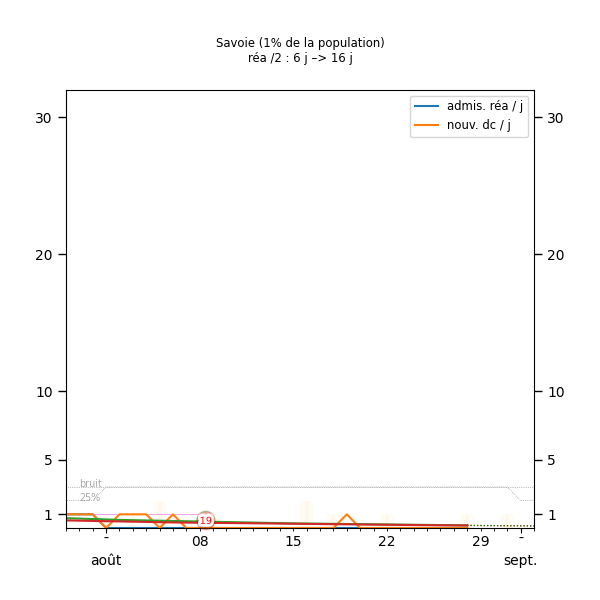 Savoie (1% de la population)
réa /2 : 6 j –> 16 j
admis. réa / j
nouv. dc / j
30
30
20
20
10
10
5
5
bruit
25%
1
1
19
-
08
15
22
29
-
août
sept.